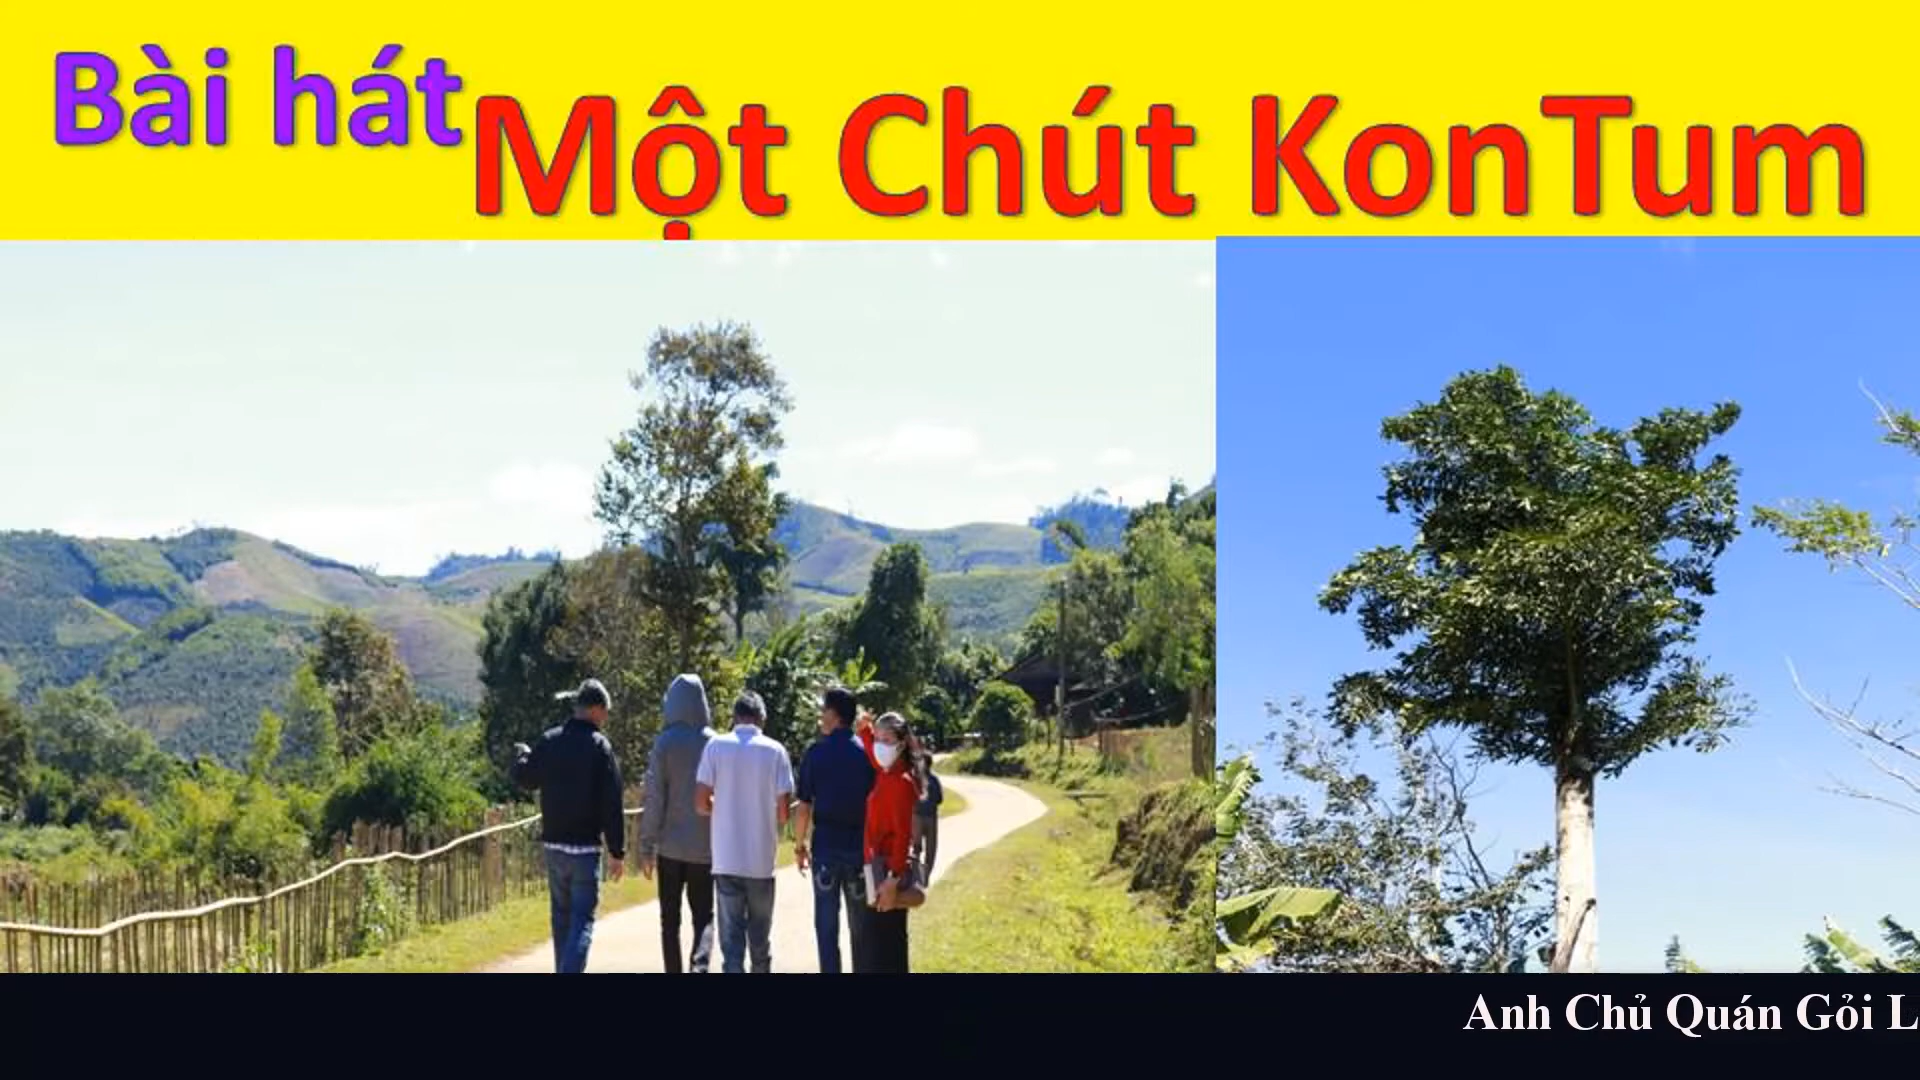 Bài hát
Một Chút KonTum
Anh Chủ Quán Gỏi L